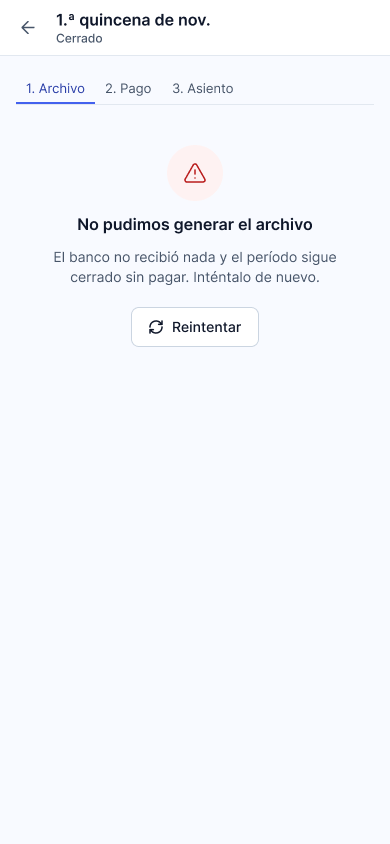 1.ª quincena de nov.
Cerrado
1. Archivo
2. Pago
3. Asiento
No pudimos generar el archivo
El banco no recibió nada y el período sigue
cerrado sin pagar. Inténtalo de nuevo.
Reintentar